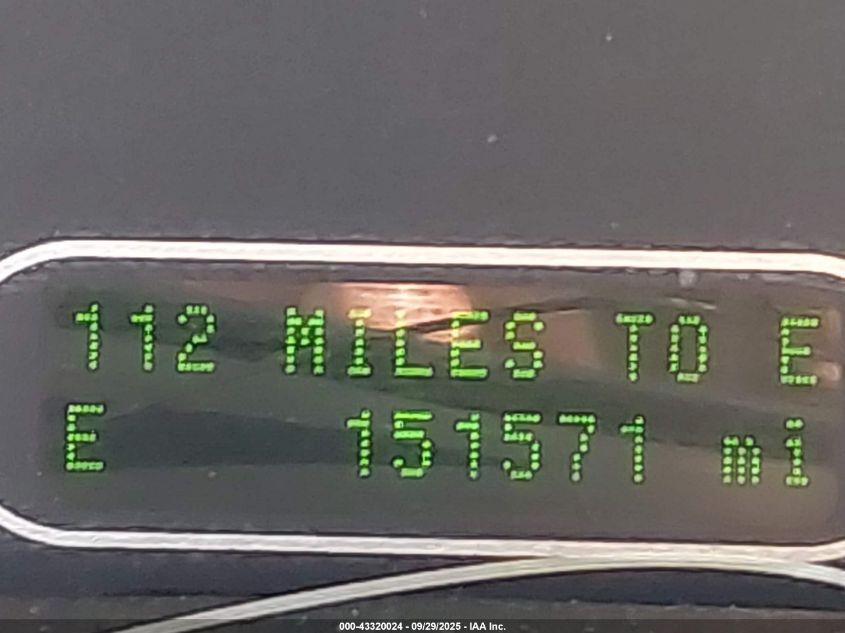 112 MILES TO E
E 151571 mi
000-43320024 - 09/29/2025 - IAA Inc.